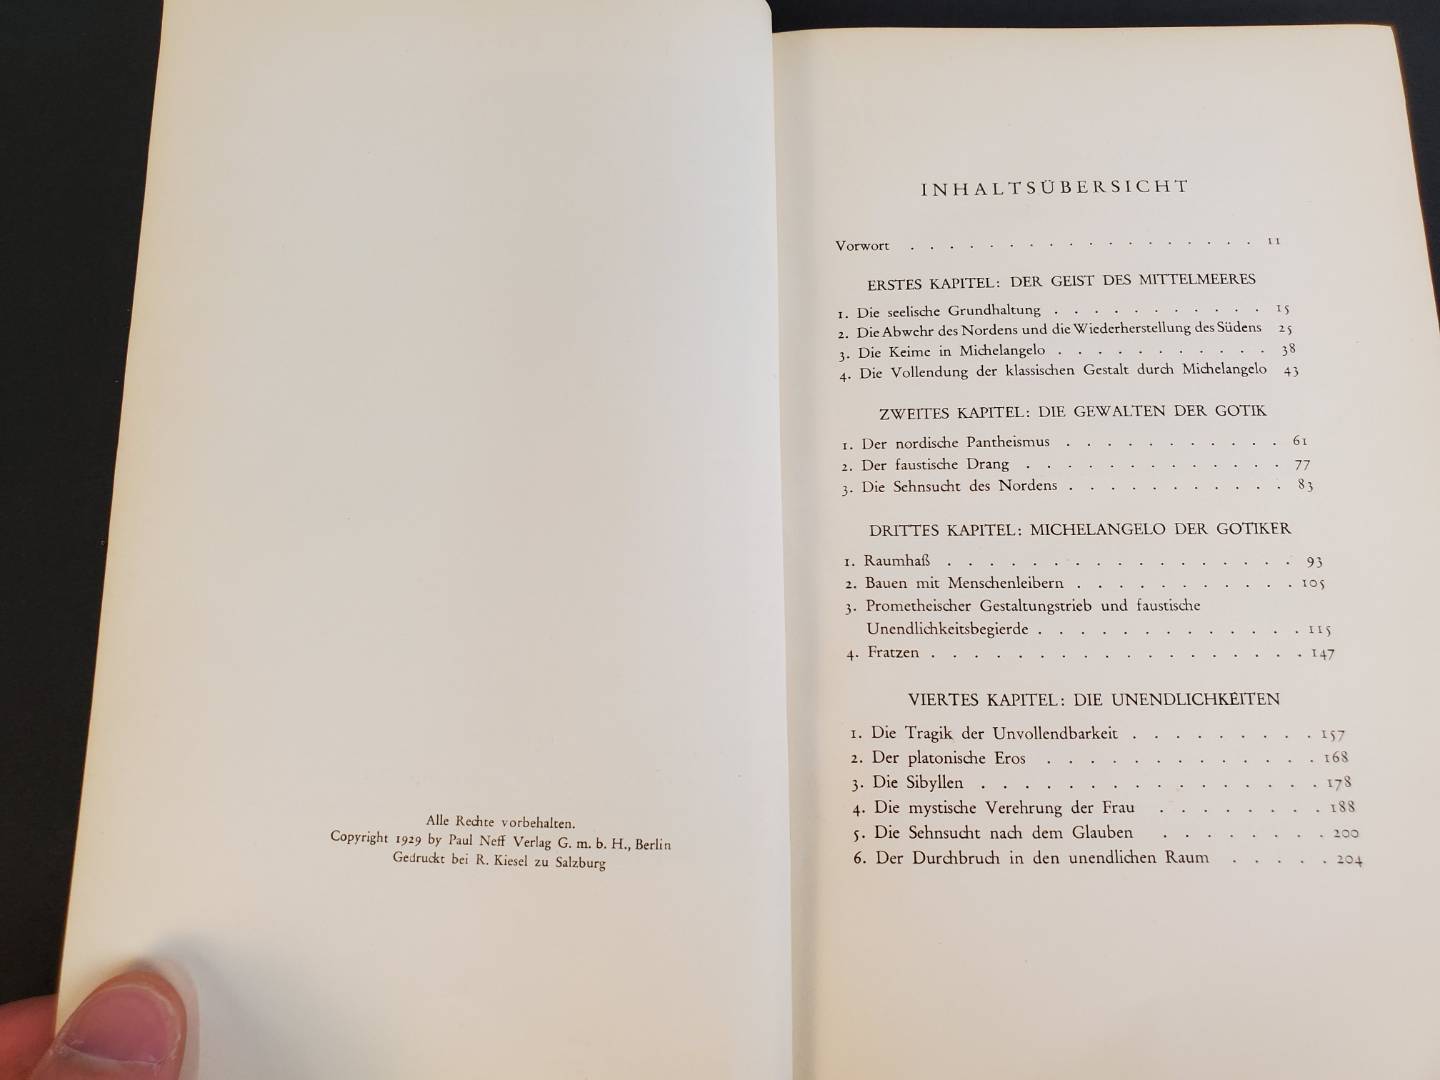 Alle Rechte vorbehalten.
Copyright 1929 by Paul Neff Verlag G. m. b. H., Berlin
Gedruckt bei R. Kiesel zu Salzburg
INHALTSÜBERSICHT
Vorwort . . . . . . . . . . . . . . . . . . 11
ERSTES KAPITEL: DER GEIST DES MITTELMEERES
1. Die seelische Grundhaltung . . . . . . . . . . . 15
2. Die Abwehr des Nordens und die Wiederherstellung des Südens 25
3. Die Keime in Michelangelo . . . . . . . . . . . 38
4. Die Vollendung der klassischen Gestalt durch Michelangelo 43
ZWEITES KAPITEL: DIE GEWALTEN DER GOTIK
1. Der nordische Pantheismus . . . . . . . . . . . 61
2. Der faustische Drang . . . . . . . . . . . . . 77
3. Die Sehnsucht des Nordens . . . . . . . . . . . 83
DRITTES KAPITEL: MICHELANGELO DER GOTIKER
1. Raumhaß . . . . . . . . . . . . . . . . . 93
2. Bauen mit Menschenleibern . . . . . . . . . . . 105
3. Prometheischer Gestaltungstrieb und faustische
Unendlichkeitsbegierde . . . . . . . . . . . . . 115
4. Fratzen . . . . . . . . . . . . . . . . . . 147
VIERTES KAPITEL: DIE UNENDLICHKEITEN
1. Die Tragik der Unvollendbarkeit . . . . . . . . . 157
2. Der platonische Eros . . . . . . . . . . . . . 168
3. Die Sibyllen . . . . . . . . . . . . . . . . 178
4. Die mystische Verehrung der Frau . . . . . . . . 188
5. Die Sehnsucht nach dem Glauben . . . . . . . . 200
6. Der Durchbruch in den unendlichen Raum . . . . . 204